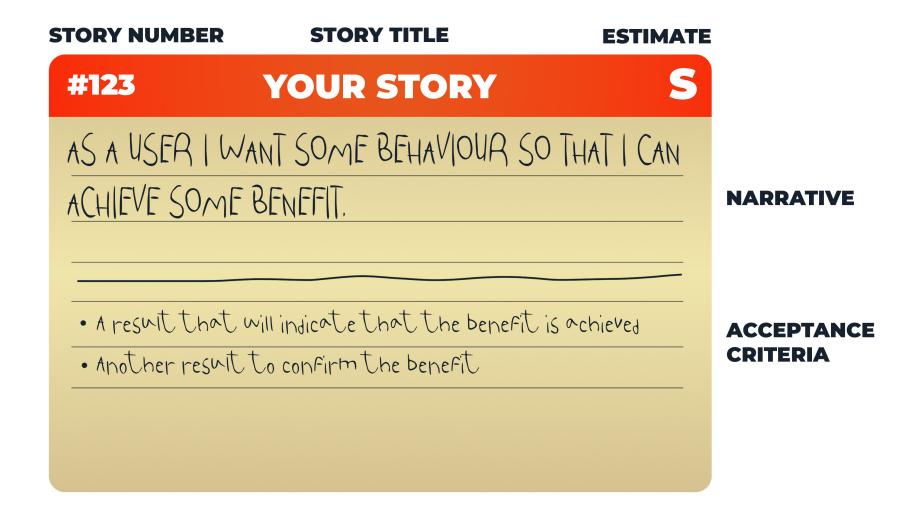 STORY NUMBER STORY TITLE ESTIMATE
#123 YOUR STORY S
AS A USER I WANT SOME BEHAVIOUR SO THAT I CAN
ACHIEVE SOME BENEFIT.
NARRATIVE
• A result that will indicate that the benefit is achieved
• Another result to confirm the benefit
ACCEPTANCE
CRITERIA